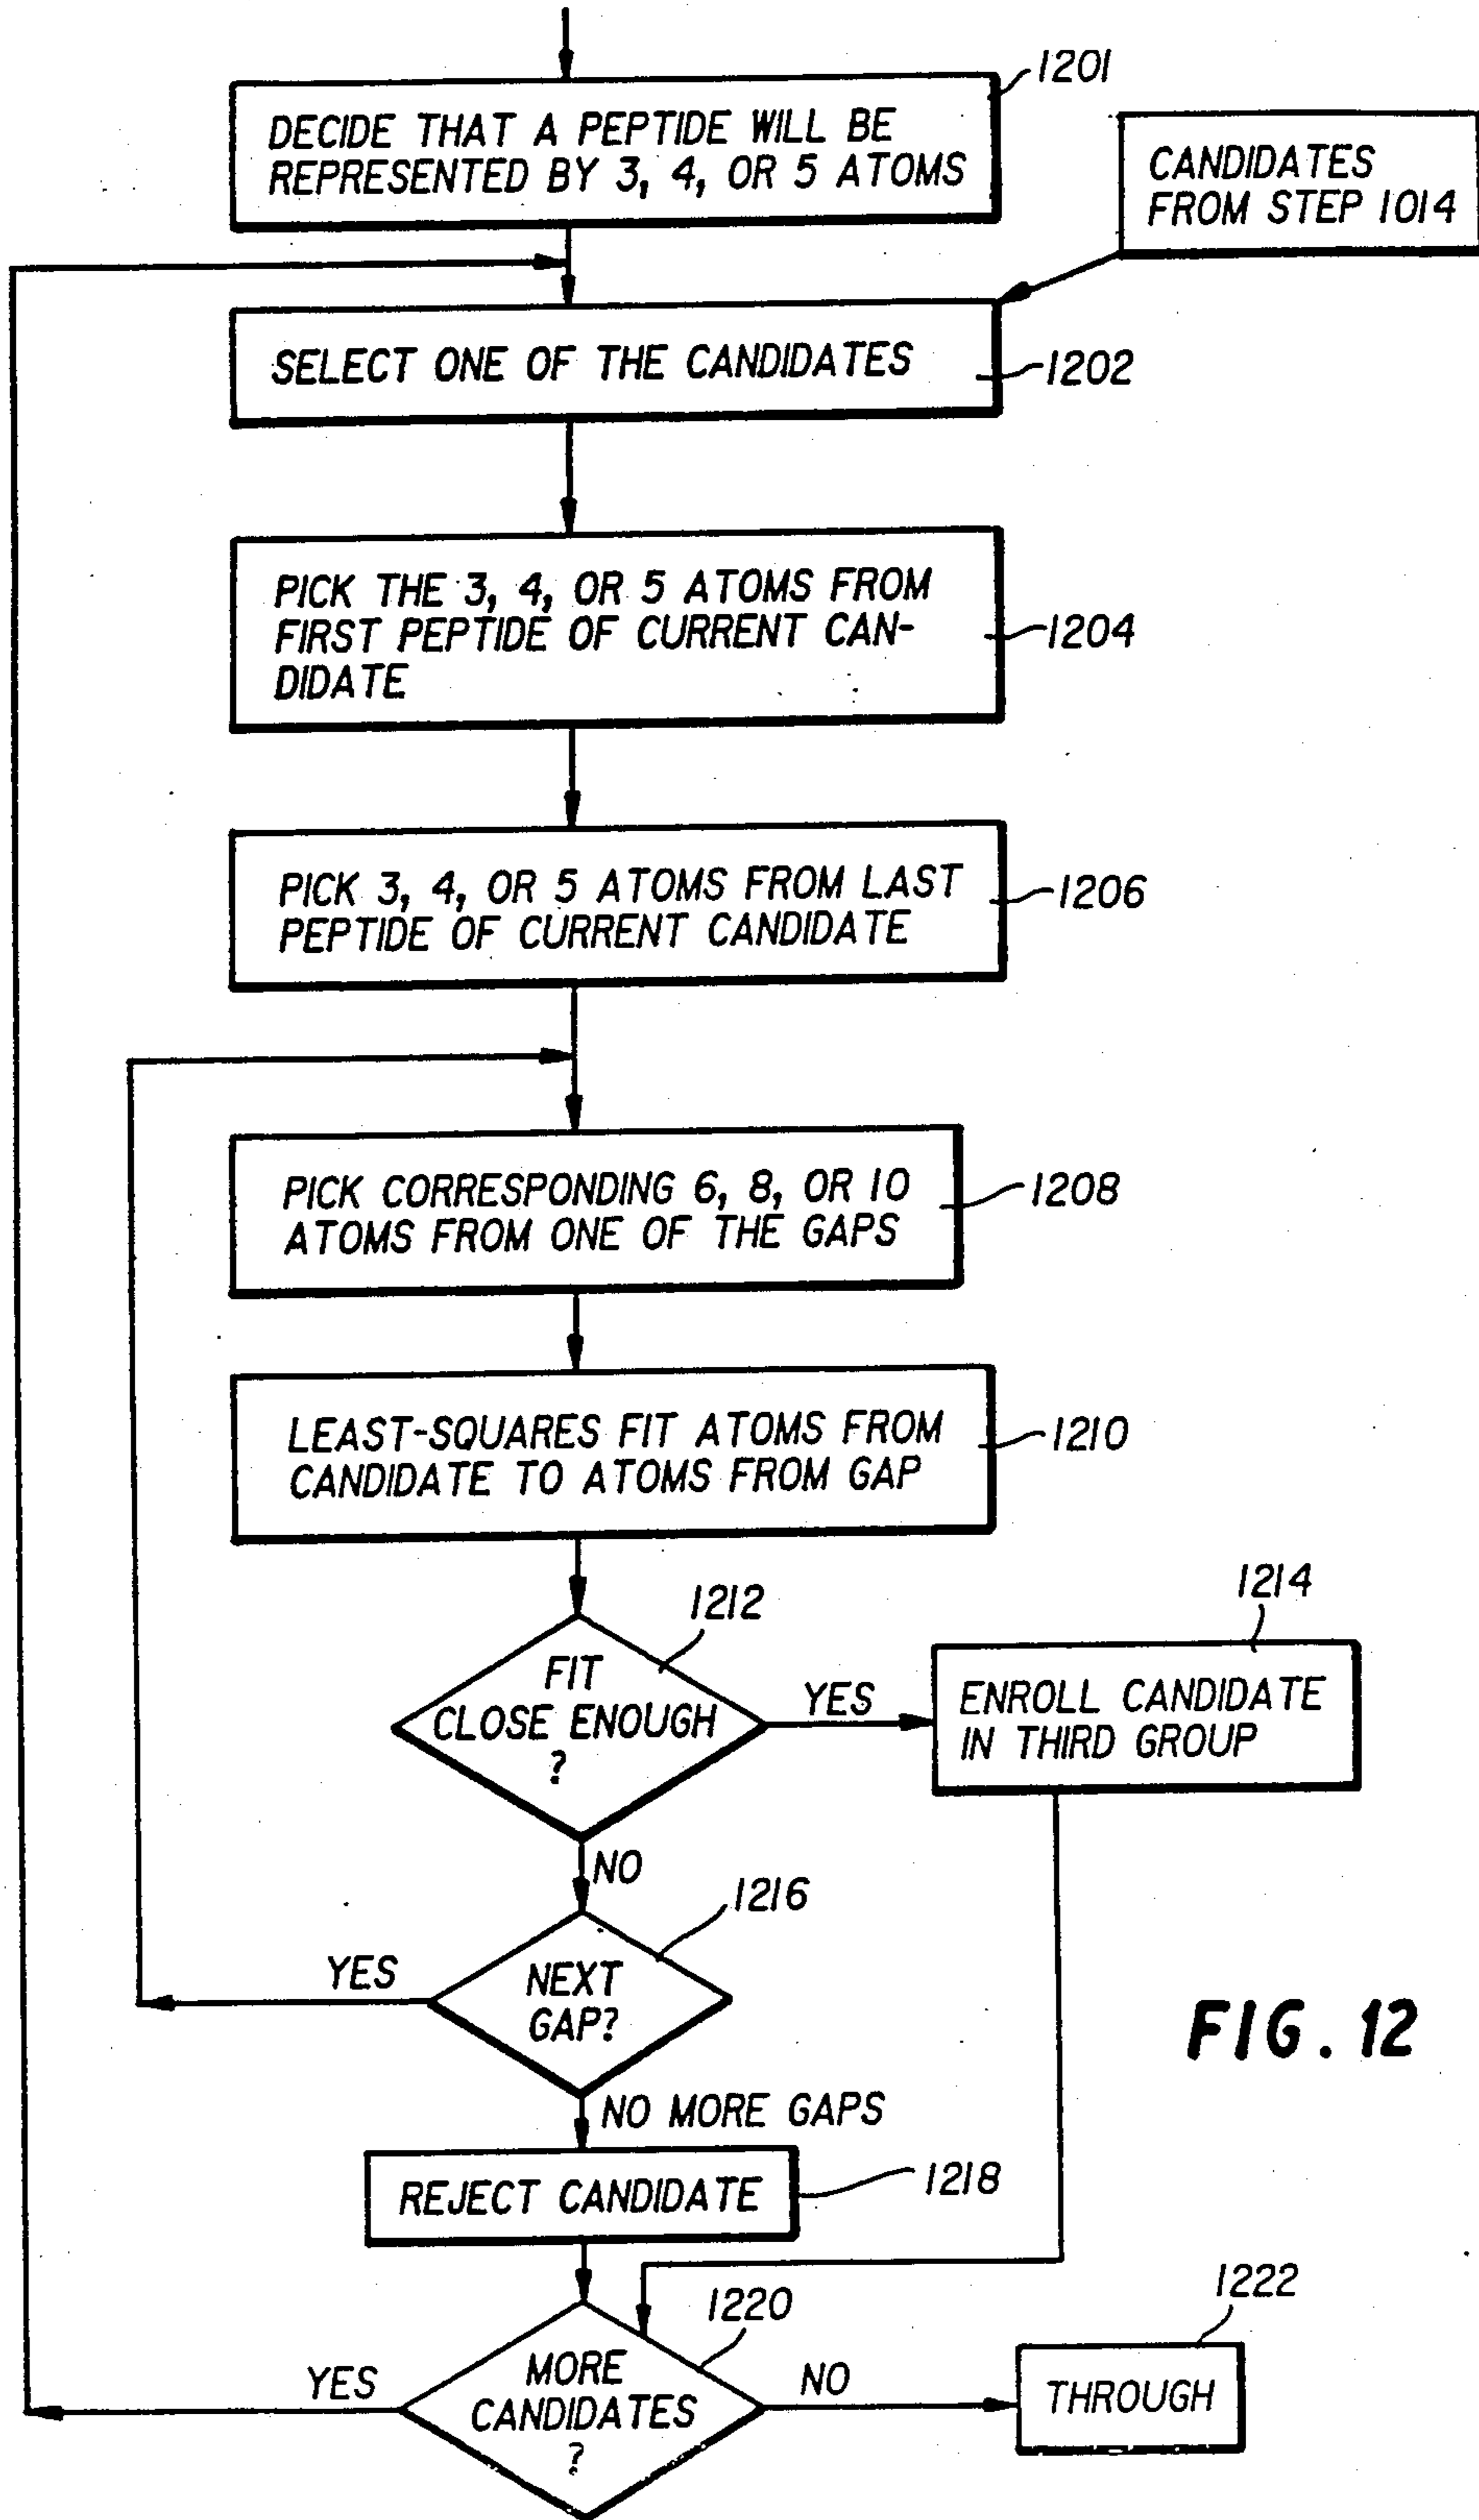 1201
DECIDE THAT A PEPTIDE WILL BE
REPRESENTED BY 3, 4, OR 5 ATOMS
CANDIDATES
FROM STEP 1014
SELECT ONE OF THE CANDIDATES
1202
PICK THE 3, 4, OR 5 ATOMS FROM
FIRST PEPTIDE OF CURRENT CAN-
DIDATE
1204
PICK 3, 4, OR 5 ATOMS FROM LAST
PEPTIDE OF CURRENT CANDIDATE
1206
PICK CORRESPONDING 6, 8, OR 10
ATOMS FROM ONE OF THE GAPS
1208
LEAST-SQUARES FIT ATOMS FROM
CANDIDATE TO ATOMS FROM GAP
1210
1212
FIT
CLOSE ENOUGH
?
YES
1214
ENROLL CANDIDATE
IN THIRD GROUP
NO
1216
NEXT
GAP?
YES
FIG. 12
NO MORE GAPS
REJECT CANDIDATE
1218
1220
MORE
CANDIDATES
?
YES
NO
1222
THROUGH